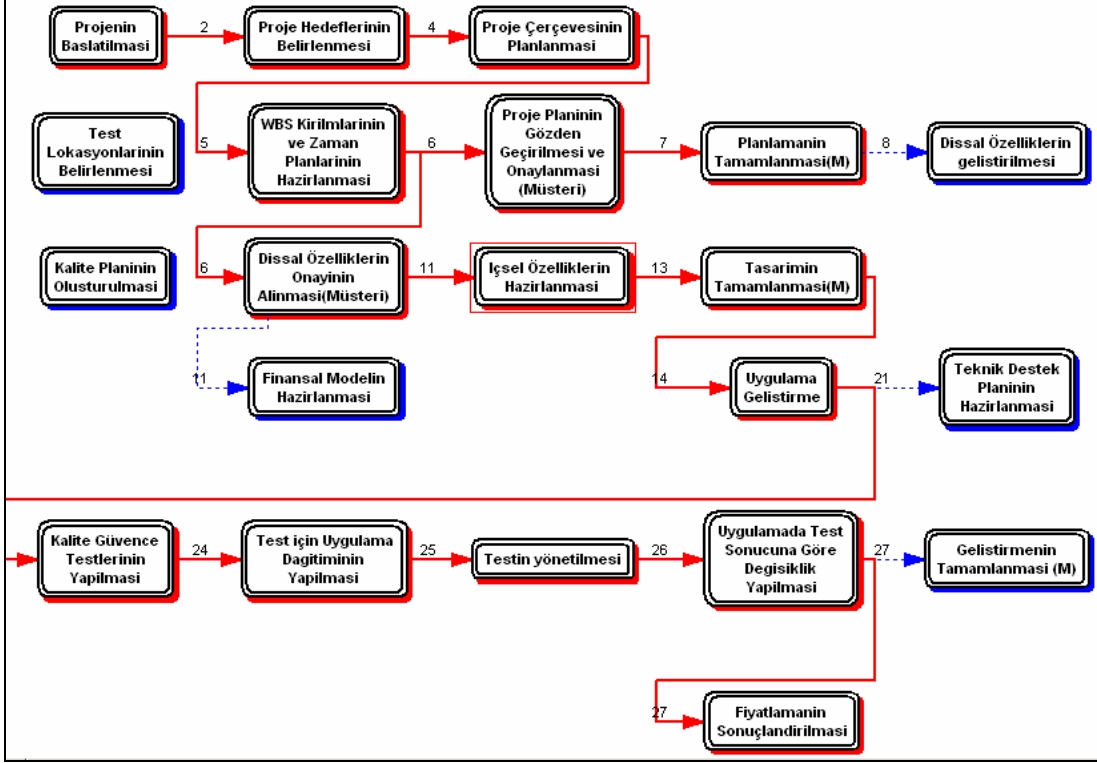 Projenin
Baslatilmasi
2
Proje Hedeflerinin
Belirlenmesi
4
Proje Çerçevesinin
Planlanmasi
Test
Lokasyonlarinin
Belirlenmesi
5
WBS Kirilmlarinin
ve Zaman
Planlarinin
Hazirlanmasi
6
Proje Planinin
Gözden
Geçirilmesi ve
Onaylanmasi
(Müsteri)
7
Planlamanin
Tamamlanmasi(M)
8
Dissal Özelliklerin
gelistirilmesi
Kalite Planinin
Olusturulmasi
6
Dissal Özelliklerin
Onayinin
Alinmasi(Müsteri)
11
Içsel Özelliklerin
Hazirlanmasi
13
Tasarimin
Tamamlanmasi(M)
11
Finansal Modelin
Hazirlanmasi
14
Uygulama
Gelistirme
21
Teknik Destek
Planinin
Hazirlanmasi
Kalite Güvence
Testlerinin
Yapilmasi
24
Test için Uygulama
Dagitiminin
Yapilmasi
25
Testin yönetilmesi
26
Uygulamada Test
Sonucuna Göre
Degisiklik
Yapilmasi
27
Gelistirmenin
Tamamlanmasi (M)
27
Fiyatlamanin
Sonuçlandirilmasi